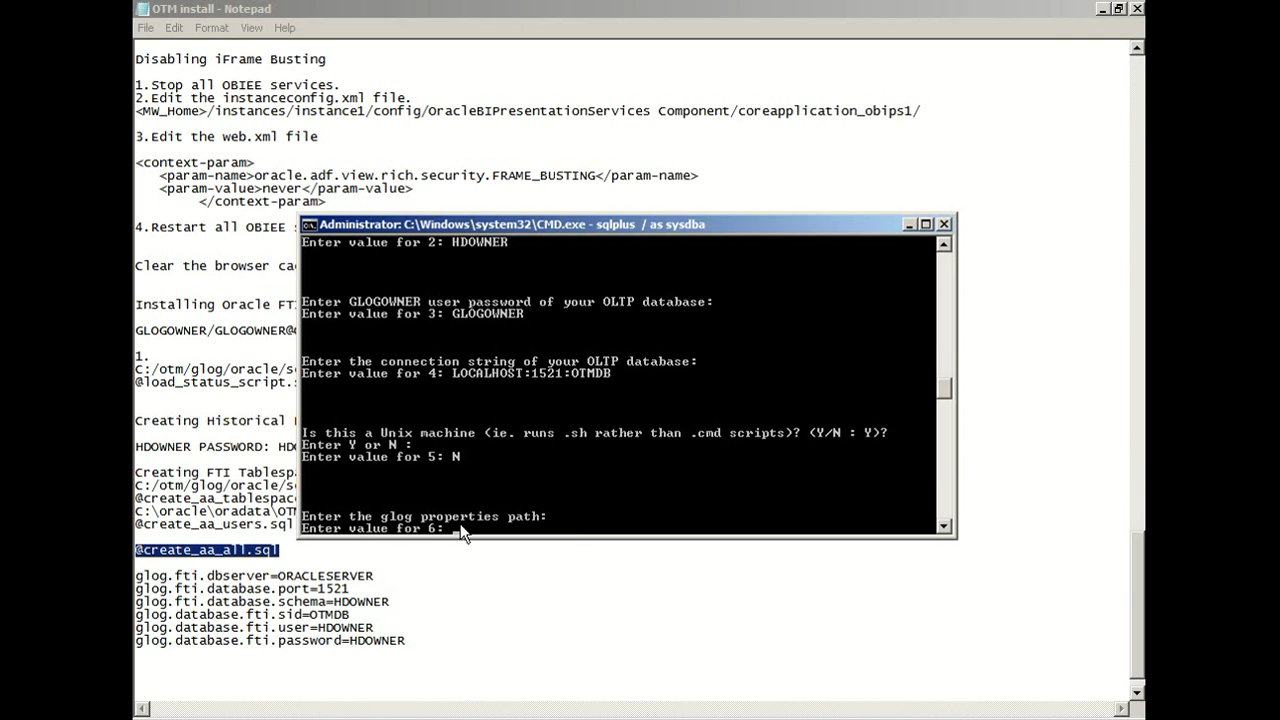 OTM install - Notepad
File Edit Format View Help
Disabling iFrame Busting
1.Stop all OBIEE services.
2.Edit the instanceconfig.xml file.
<MW_Home>/instances/instance1/config/OracleBIPresentationServices Component/coreapplication_obips1/
3.Edit the web.xml file
<context-param>
<param-name>oracle.adf.view.rich.security.FRAME_BUSTING</param-name>
<param-value>never</param-value>
</context-param>
4.Restart all OBIEE
Clear the browser
Installing Oracle FT
GLOGOWNER/GLOGOWNER@
1.
C:/otm/glog/oracle/s
@load_status_script.
Creating Historical
HDOWNER PASSWORD: HD
Creating FTI Tablesp
C:/otm/glog/oracle/s
@create_aa_tablespac
C:\oracle\oradata\OT
@create_aa_users.sql
@create_aa_all.sql
glog.fti.dbserver=ORACLESERVER
glog.fti.database.port=1521
glog.fti.database.schema=HDOWNER
glog.database.fti.sid=OTMDB
glog.database.fti.user=HDOWNER
glog.database.fti.password=HDOWNER
Administrator: C:\Windows\system32\CMD.exe - sqlplus / as sysdba
Enter value for 2: HDOWNER
Enter GLOGOWNER user password of your OLTP database:
Enter value for 3: GLOGOWNER
Enter the connection string of your OLTP database:
Enter value for 4: LOCALHOST:1521:OTMDB
Is this a Unix machine (ie. runs .sh rather than .cmd scripts)? (Y/N : Y)?
Enter Y or N :
Enter value for 5: N
Enter the glog properties path:
Enter value for 6: